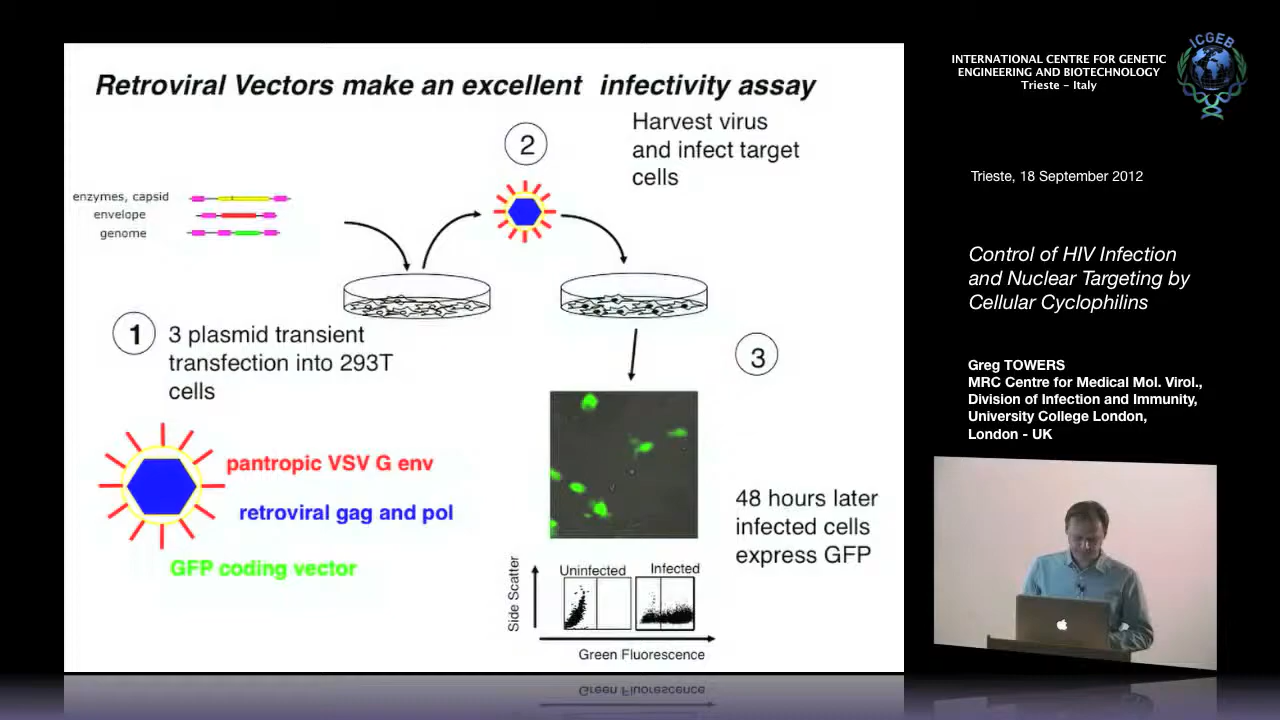 Retroviral Vectors make an excellent infectivity assay
2
Harvest virus
and infect target
cells
enzymes, capsid
envelope
genome
1
3 plasmid transient
transfection into 293T
cells
3
pantropic VSV G env
retroviral gag and pol
GFP coding vector
48 hours later
infected cells
express GFP
Side Scatter
Uninfected
Infected
Green Fluorescence
Green Fluorescence
INTERNATIONAL CENTRE FOR GENETIC
ENGINEERING AND BIOTECHNOLOGY
Trieste - Italy
ICGEB
Trieste, 18 September 2012
Control of HIV Infection
and Nuclear Targeting by
Cellular Cyclophilins
Greg TOWERS
MRC Centre for Medical Mol. Virol.,
Division of Infection and Immunity,
University College London,
London - UK